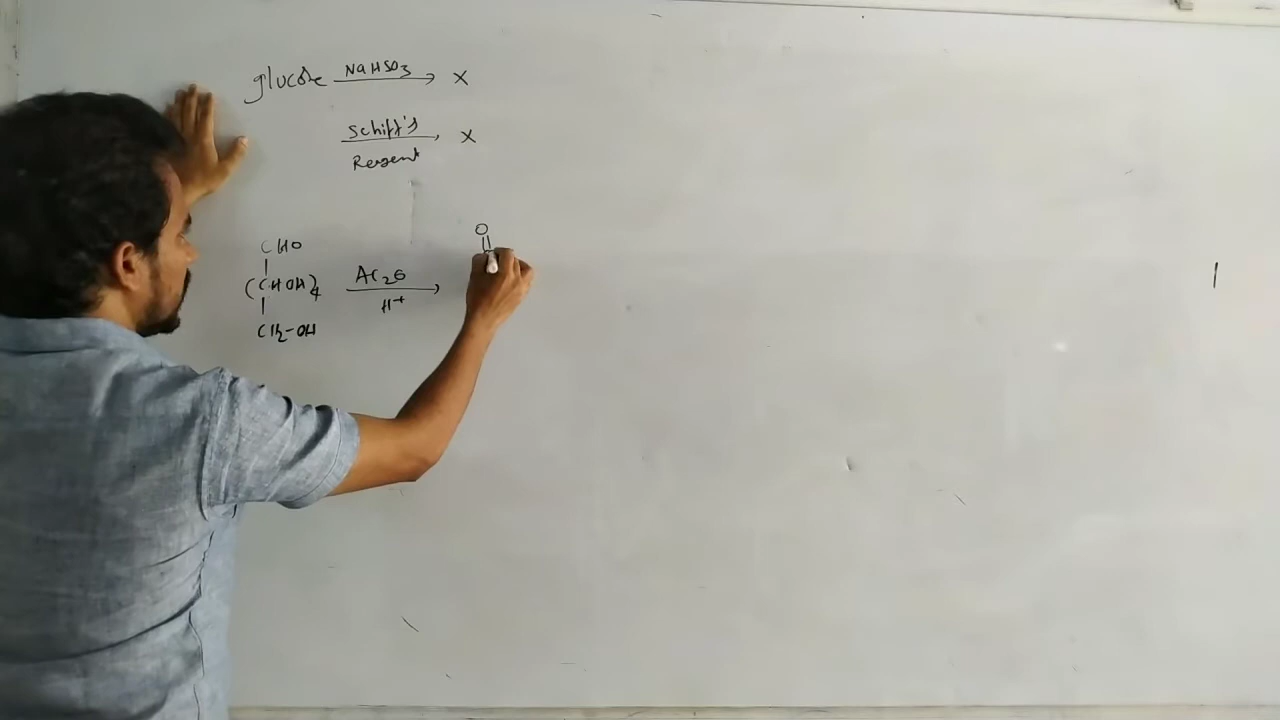 glucose NaHSO3 → X
Schiff's
Reagent → X
O
||
CHO
|
(CHOH)4 Ac2O → H+
|
CH2-OH